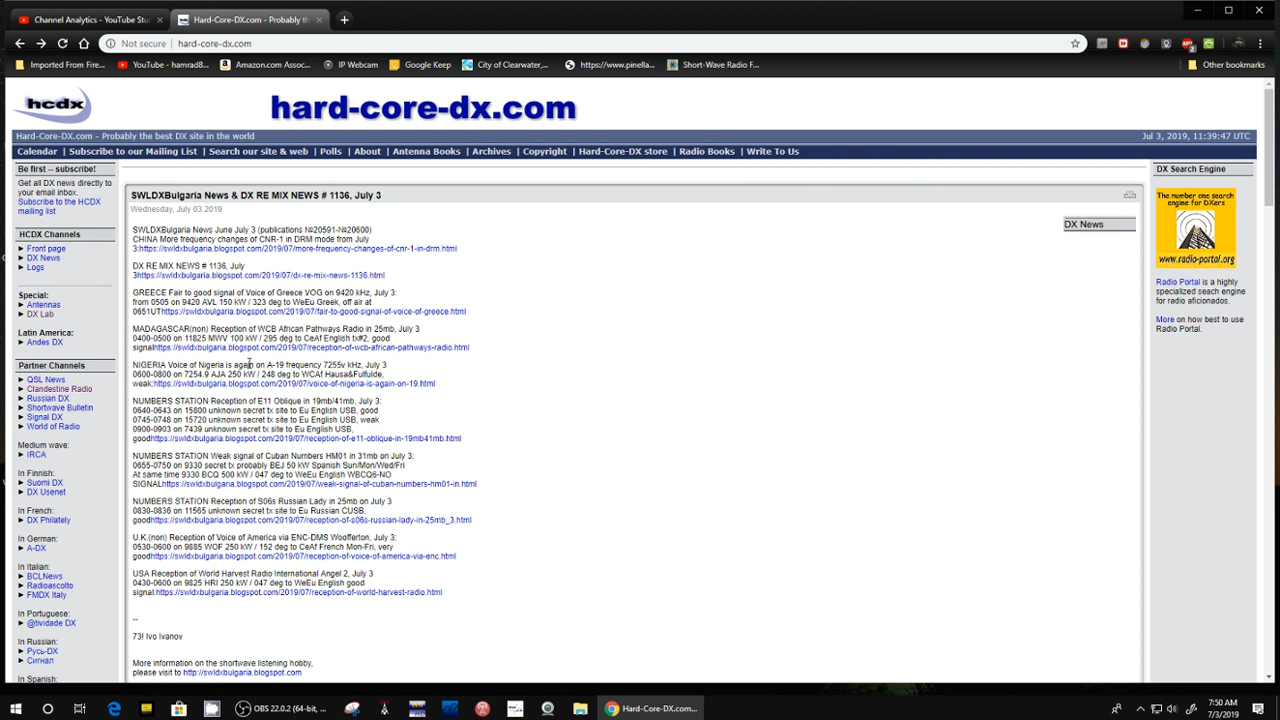 Channel Analytics - YouTube Stu
Hard-Core-DX.com - Probably th
Not secure | hard-core-dx.com
Imported From Fire...
YouTube - hamrad8...
Amazon.com Assoc...
IP Webcam
Google Keep
City of Clearwater,...
https://www.pinella...
Short-Wave Radio F...
Other bookmarks
hcdx
hard-core-dx.com
Hard-Core-DX.com - Probably the best DX site in the world
Jul 3, 2019, 11:39:47 UTC
Calendar | Subscribe to our Mailing List | Search our site & web | Polls | About | Antenna Books | Archives | Copyright | Hard-Core-DX store | Radio Books | Write To Us
Be first -- subscribe!
Get all DX news directly to
your email inbox.
Subscribe to the HCDX
mailing list
HCDX Channels
Front page
DX News
Logs
Special:
Antennas
DX Lab
Latin America:
Andes DX
Partner Channels
QSL News
Clandestine Radio
Russian DX
Shortwave Bulletin
Signal DX
World of Radio
Medium wave:
IRCA
In Finnish:
Suomi DX
DX Usenet
In French:
DX Philately
In German:
A-DX
In Italian:
BCLNews
Radioascolto
FMDX Italy
In Portuguese:
@tividade DX
In Russian:
Русь-DX
Сигнал
In Spanish:
SWLDXBulgaria News & DX RE MIX NEWS # 1136, July 3
Wednesday, July 03 2019
SWLDXBulgaria News June July 3 (publications №20591-№20600)
CHINA More frequency changes of CNR-1 in DRM mode from July
3:https://swldxbulgaria.blogspot.com/2019/07/more-frequency-changes-of-cnr-1-in-drm.html
DX RE MIX NEWS # 1136, July
3https://swldxbulgaria.blogspot.com/2019/07/dx-re-mix-news-1136.html
GREECE Fair to good signal of Voice of Greece VOG on 9420 kHz, July 3:
from 0505 on 9420 AVL 150 kW / 323 deg to WeEu Greek, off air at
0651UThttps://swldxbulgaria.blogspot.com/2019/07/fair-to-good-signal-of-voice-of-greece.html
MADAGASCAR(non) Reception of WCB African Pathways Radio in 25mb, July 3
0400-0500 on 11825 MWV 100 kW / 295 deg to CeAf English tx#2, good
signalhttps://swldxbulgaria.blogspot.com/2019/07/reception-of-wcb-african-pathways-radio.html
NIGERIA Voice of Nigeria is again on A-19 frequency 7255v kHz, July 3
0600-0800 on 7254.9 AJA 250 kW / 248 deg to WCAf Hausa&Fulfulde,
weak:https://swldxbulgaria.blogspot.com/2019/07/voice-of-nigeria-is-again-on-19.html
NUMBERS STATION Reception of E11 Oblique in 19mb/41mb, July 3:
0640-0643 on 15800 unknown secret tx site to Eu English USB, good
0745-0748 on 15720 unknown secret tx site to Eu English USB, weak
0900-0903 on 7439 unknown secret tx site to Eu English USB,
goodhttps://swldxbulgaria.blogspot.com/2019/07/reception-of-e11-oblique-in-19mb41mb.html
NUMBERS STATION Weak signal of Cuban Numbers HM01 in 31mb on July 3:
0655-0750 on 9330 secret tx probably BEJ 50 kW Spanish Sun/Mon/Wed/Fri
At same time 9330 BCQ 500 kW / 047 deg to WeEu English WBCQ6-NO
SIGNALhttps://swldxbulgaria.blogspot.com/2019/07/weak-signal-of-cuban-numbers-hm01-in.html
NUMBERS STATION Reception of S06s Russian Lady in 25mb on July 3
0830-0836 on 11565 unknown secret tx site to Eu Russian CUSB,
goodhttps://swldxbulgaria.blogspot.com/2019/07/reception-of-s06s-russian-lady-in-25mb_3.html
U.K.(non) Reception of Voice of America via ENC-DMS Woofferton, July 3:
0530-0600 on 9885 WOF 250 kW / 152 deg to CeAf French Mon-Fri, very
goodhttps://swldxbulgaria.blogspot.com/2019/07/reception-of-voice-of-america-via-enc.html
USA Reception of World Harvest Radio International Angel 2, July 3
0430-0600 on 9825 HRI 250 kW / 047 deg to WeEu English good
signal:https://swldxbulgaria.blogspot.com/2019/07/reception-of-world-harvest-radio.html
--
73! Ivo Ivanov
More information on the shortwave listening hobby,
please visit to http://swldxbulgaria.blogspot.com
DX News
DX Search Engine
The number one search
engine for DXers
www.radio-portal.org
Radio Portal is a highly
specialized seach engine
for radio aficionados.
More on how to best use
Radio Portal.
OBS 22.0.2 (64-bit, ...
Hard-Core-DX.com...
7:50 AM
7/3/2019